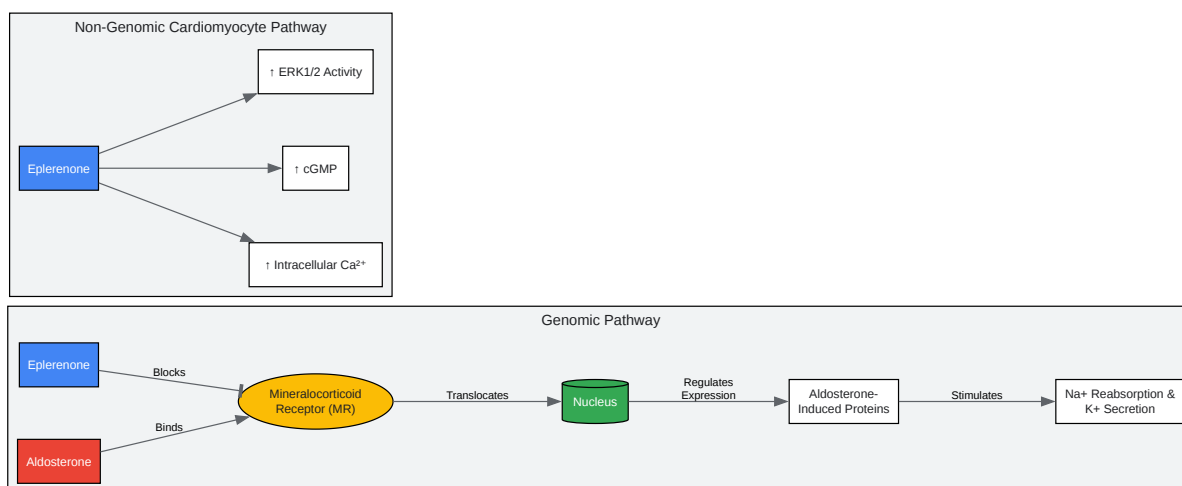 Non-Genomic Cardiomyocyte Pathway
↑ ERK1/2 Activity
Eplerenone
↑ cGMP
↑ Intracellular Ca²⁺
Genomic Pathway
Eplerenone
Blocks
Mineralocorticoid
Receptor (MR)
Translocates
Nucleus
Regulates
Expression
Aldosterone-
Induced Proteins
Stimulates
Na+ Reabsorption &
K+ Secretion
Binds
Aldosterone